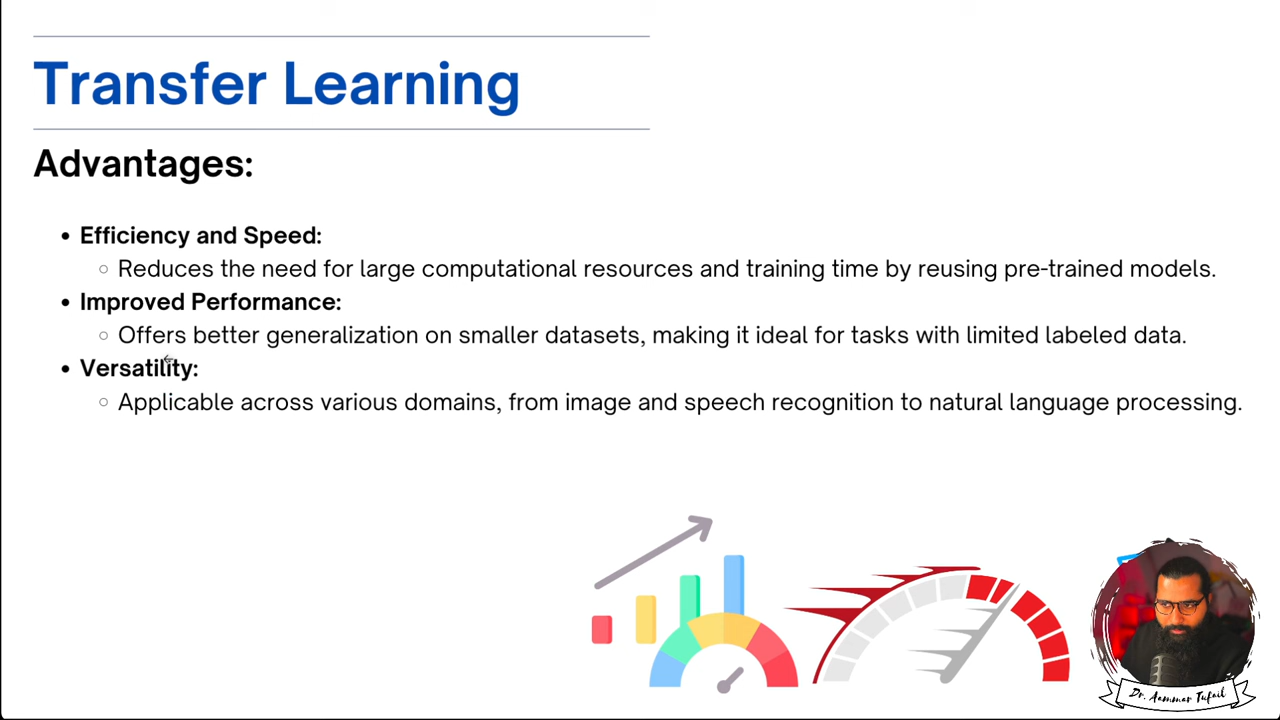 Transfer Learning
Advantages:
• Efficiency and Speed:
○ Reduces the need for large computational resources and training time by reusing pre-trained models.
• Improved Performance:
○ Offers better generalization on smaller datasets, making it ideal for tasks with limited labeled data.
• Versatility:
○ Applicable across various domains, from image and speech recognition to natural language processing.
Dr. Aammar Tufail